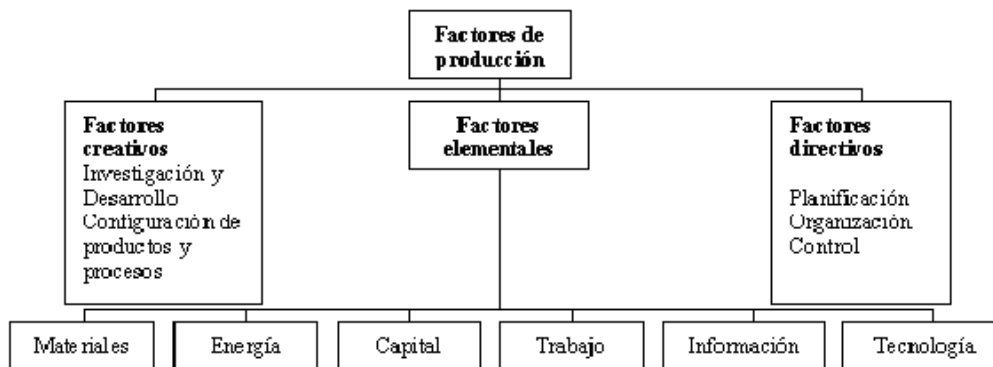 Factores de
producción
Factores
creativos
Investigación y
Desarrollo
Configuración de
productos y
procesos
Factores
elementales
Factores
directivos
Planificación
Organización
Control
Materiales
Energía
Capital
Trabajo
Información
Tecnología